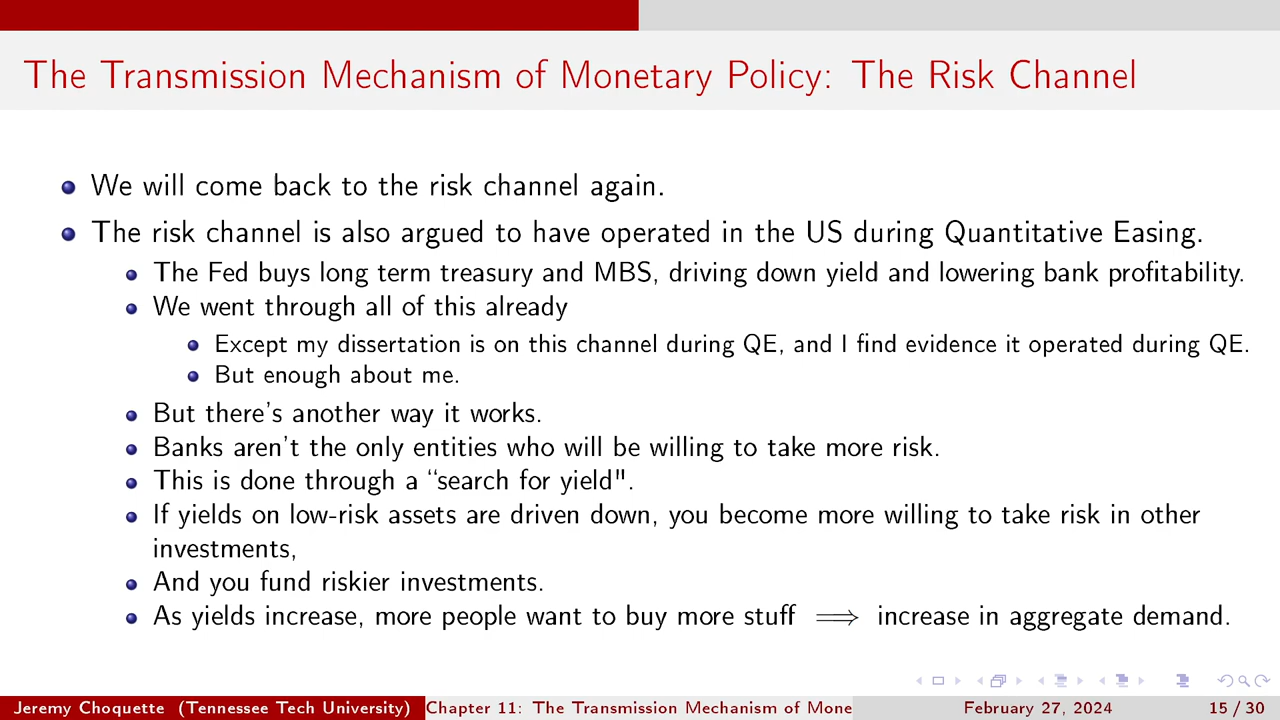 The Transmission Mechanism of Monetary Policy: The Risk Channel
We will come back to the risk channel again.
The risk channel is also argued to have operated in the US during Quantitative Easing.
The Fed buys long term treasury and MBS, driving down yield and lowering bank profitability.
We went through all of this already
Except my dissertation is on this channel during QE, and I find evidence it operated during QE.
But enough about me.
But there's another way it works.
Banks aren't the only entities who will be willing to take more risk.
This is done through a “search for yield".
If yields on low-risk assets are driven down, you become more willing to take risk in other
investments,
And you fund riskier investments.
As yields increase, more people want to buy more stuff ⟹ increase in aggregate demand.
Jeremy Choquette (Tennessee Tech University) Chapter 11: The Transmission Mechanism of Mone February 27, 2024 15 / 30